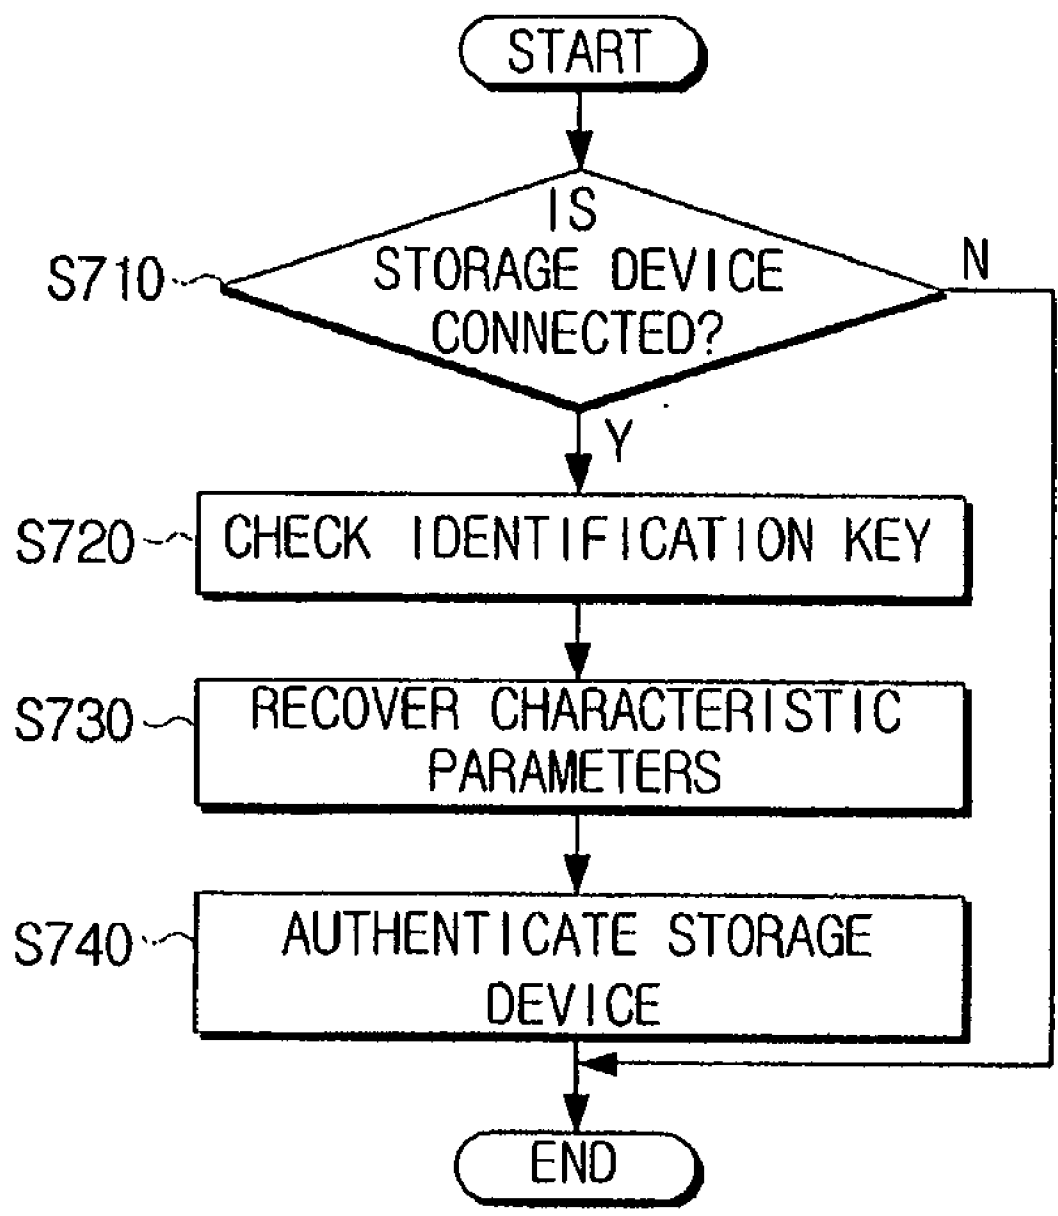 START
IS
STORAGE DEVICE
CONNECTED?
N
S710
Y
S720
CHECK IDENTIFICATION KEY
S730
RECOVER CHARACTERISTIC
PARAMETERS
S740
AUTHENTICATE STORAGE
DEVICE
END